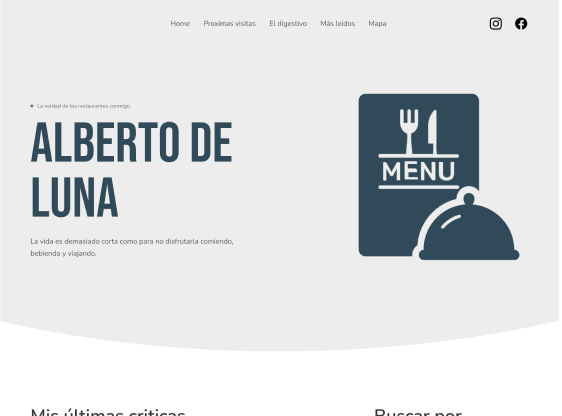 Home Proximas visitas El digestivo Más leidos Mapa
La verdad de los restaurantes conmigo
ALBERTO DE
LUNA
MENU
La vida es demasiado corta como para no disfrutarla comiendo,
bebiendo y viajando.
Mis últimas criticas
Buscar por